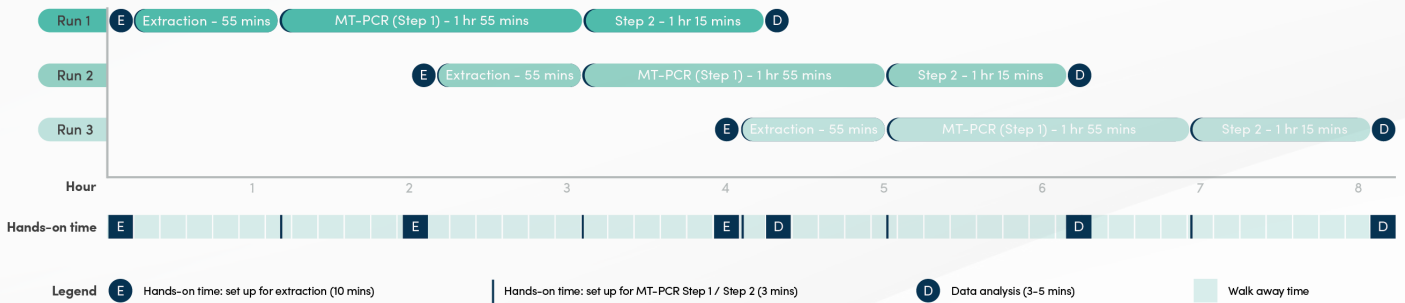 Run 1 E Extraction - 55 mins MT-PCR (Step 1) - 1 hr 55 mins Step 2 - 1 hr 15 mins D
Run 2 E Extraction - 55 mins MT-PCR (Step 1) - 1 hr 55 mins Step 2 - 1 hr 15 mins D
Run 3 E Extraction - 55 mins MT-PCR (Step 1) - 1 hr 55 mins Step 2 - 1 hr 15 mins D
Hour 1 2 3 4 5 6 7 8
Hands-on time E E E D D D
Legend E Hands-on time: set up for extraction (10 mins) Hands-on time: set up for MT-PCR Step 1 / Step 2 (3 mins) D Data analysis (3-5 mins) Walk away time